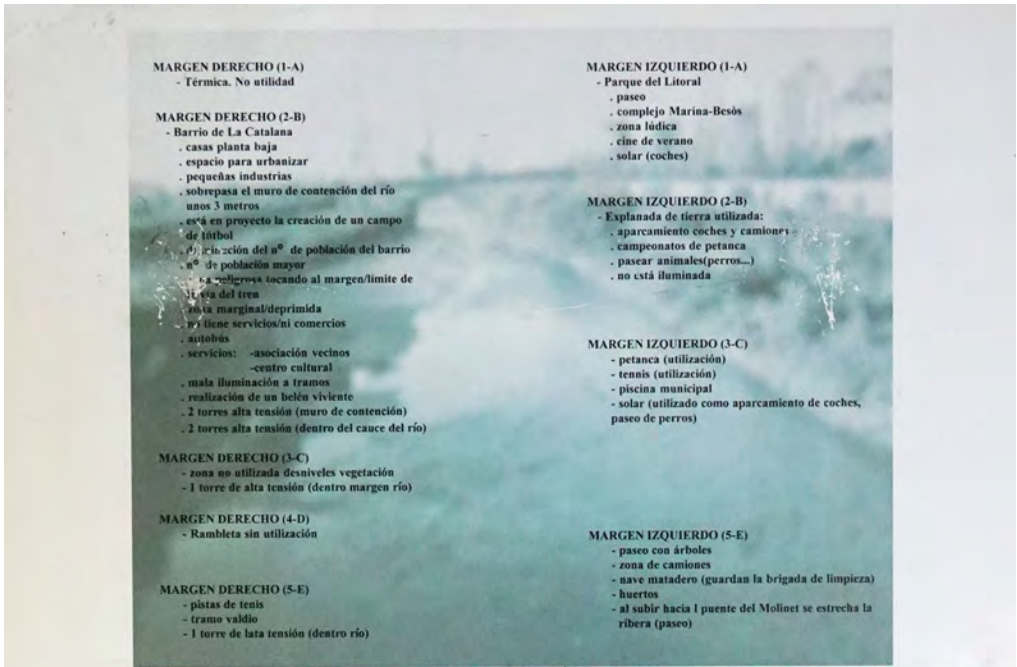 MARGEN DERECHO (1-A)
- Térmica. No utilidad
MARGEN DERECHO (2-B)
- Barrio de La Catalana
. casas planta baja
. espacio para urbanizar
. pequeñas industrias
. sobrepasa el muro de contención del río
unos 3 metros
. está en proyecto la creación de un campo
de fútbol
del nº de población del barrio
. nº de población mayor
peligrosa tocando al margen/límite de
vía del tren
. zona marginal/deprimida
. no tiene servicios/ni comercios
. autobús
. servicios: -asociación vecinos
-centro cultural
. mala iluminación a tramos
. realización de un belén viviente
. 2 torres alta tensión (muro de contención)
. 2 torres alta tensión (dentro del cauce del río)
MARGEN DERECHO (3-C)
- zona no utilizada desniveles vegetación
- 1 torre de alta tensión (dentro margen río)
MARGEN DERECHO (4-D)
- Rambleta sin utilización
MARGEN DERECHO (5-E)
- pistas de tenis
- tramo valdio
- 1 torre de lata tensión (dentro río)
MARGEN IZQUIERDO (1-A)
- Parque del Litoral
. paseo
. complejo Marina-Besòs
. zona lúdica
. cine de verano
. solar (coches)
MARGEN IZQUIERDO (2-B)
- Explanada de tierra utilizada:
. aparcamiento coches y camiones
. campeonatos de petanca
. pasear animales(perros...)
. no está iluminada
MARGEN IZQUIERDO (3-C)
- petanca (utilización)
- tennis (utilización)
- piscina municipal
- solar (utilizado como aparcamiento de coches,
paseo de perros)
MARGEN IZQUIERDO (5-E)
- paseo con árboles
- zona de camiones
- nave matadero (guardan la brigada de limpieza)
- huertos
- al subir hacia l puente del Molinet se estrecha la
ribera (paseo)